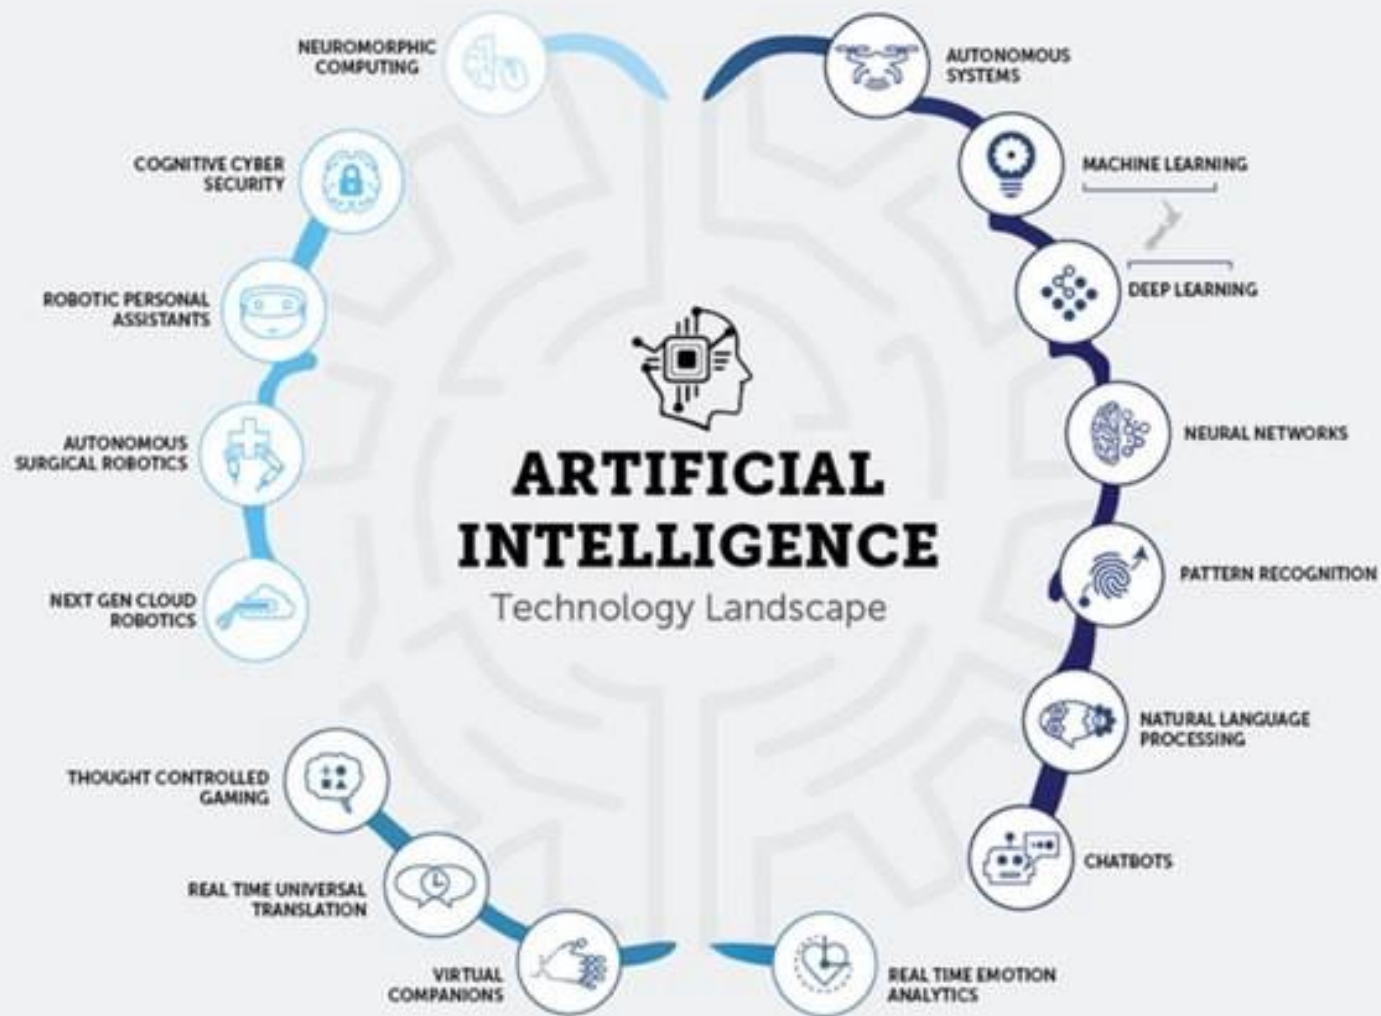 NEUROMORPHIC
COMPUTING
COGNITIVE CYBER
SECURITY
ROBOTIC PERSONAL
ASSISTANTS
AUTONOMOUS
SURGICAL ROBOTICS
NEXT GEN CLOUD
ROBOTICS
THOUGHT CONTROLLED
GAMING
REAL TIME UNIVERSAL
TRANSLATION
VIRTUAL
COMPANIONS
ARTIFICIAL
INTELLIGENCE
Technology Landscape
AUTONOMOUS
SYSTEMS
MACHINE LEARNING
DEEP LEARNING
NEURAL NETWORKS
PATTERN RECOGNITION
NATURAL LANGUAGE
PROCESSING
CHATBOTS
REAL TIME EMOTION
ANALYTICS